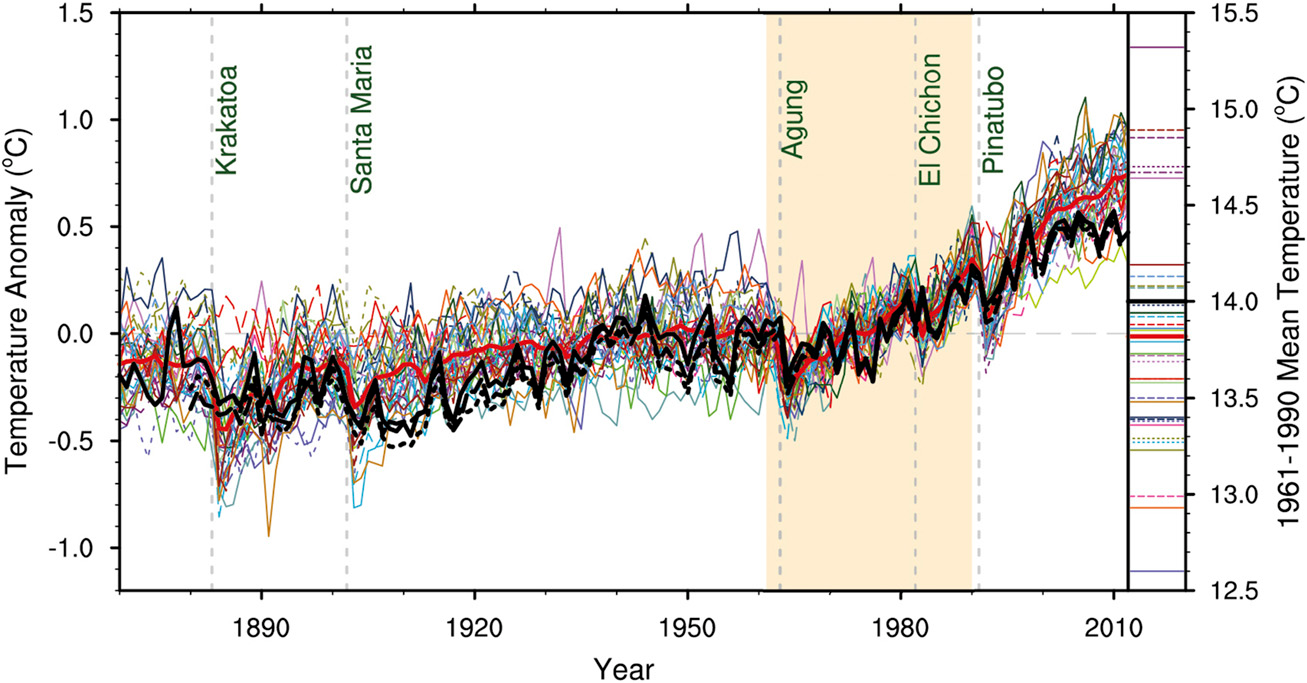 1.5
1.0
0.5
0.0
-0.5
-1.0
Temperature Anomaly (°C)
Krakatoa
Santa Maria
Agung
El Chichon
Pinatubo
15.5
15.0
14.5
14.0
13.5
13.0
12.5
1961-1990 Mean Temperature (°C)
1890
1920
1950
1980
2010
Year